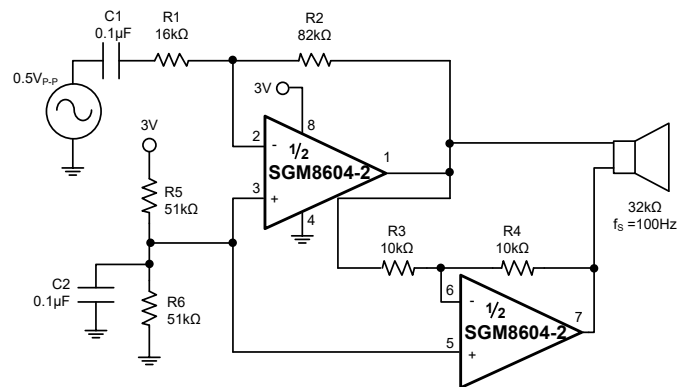 C1
0.1µF
R1
16kΩ
R2
82kΩ
0.5VP-P
3V
8
2
-
1/2
SGM8604-2
1
3
+
4
3V
R5
51kΩ
C2
0.1µF
R6
51kΩ
R3
10kΩ
R4
10kΩ
32kΩ
fS =100Hz
6
-
1/2
SGM8604-2
7
5
+